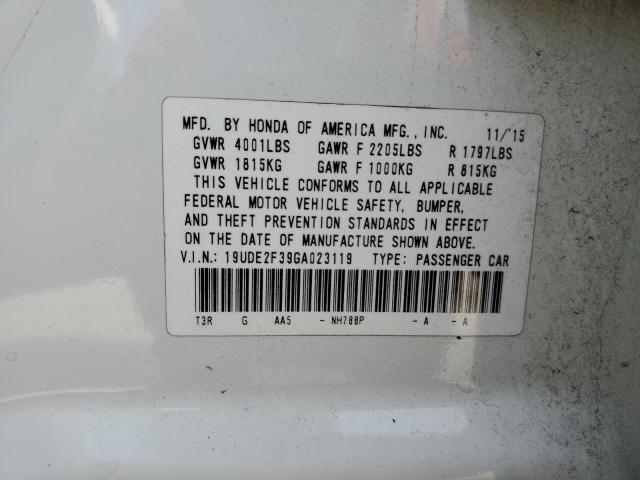 MFD. BY HONDA OF AMERICA MFG., INC. 11/'15
GVWR 4001LBS GAWR F 2205LBS R 1797LBS
GVWR 1815KG GAWR F 1000KG R 815KG
THIS VEHICLE CONFORMS TO ALL APPLICABLE
FEDERAL MOTOR VEHICLE SAFETY, BUMPER,
AND THEFT PREVENTION STANDARDS IN EFFECT
ON THE DATE OF MANUFACTURE SHOWN ABOVE.
V.I.N.: 19UDE2F39GA023119 TYPE: PASSENGER CAR
T3R G AA5 - NH788P - A - A